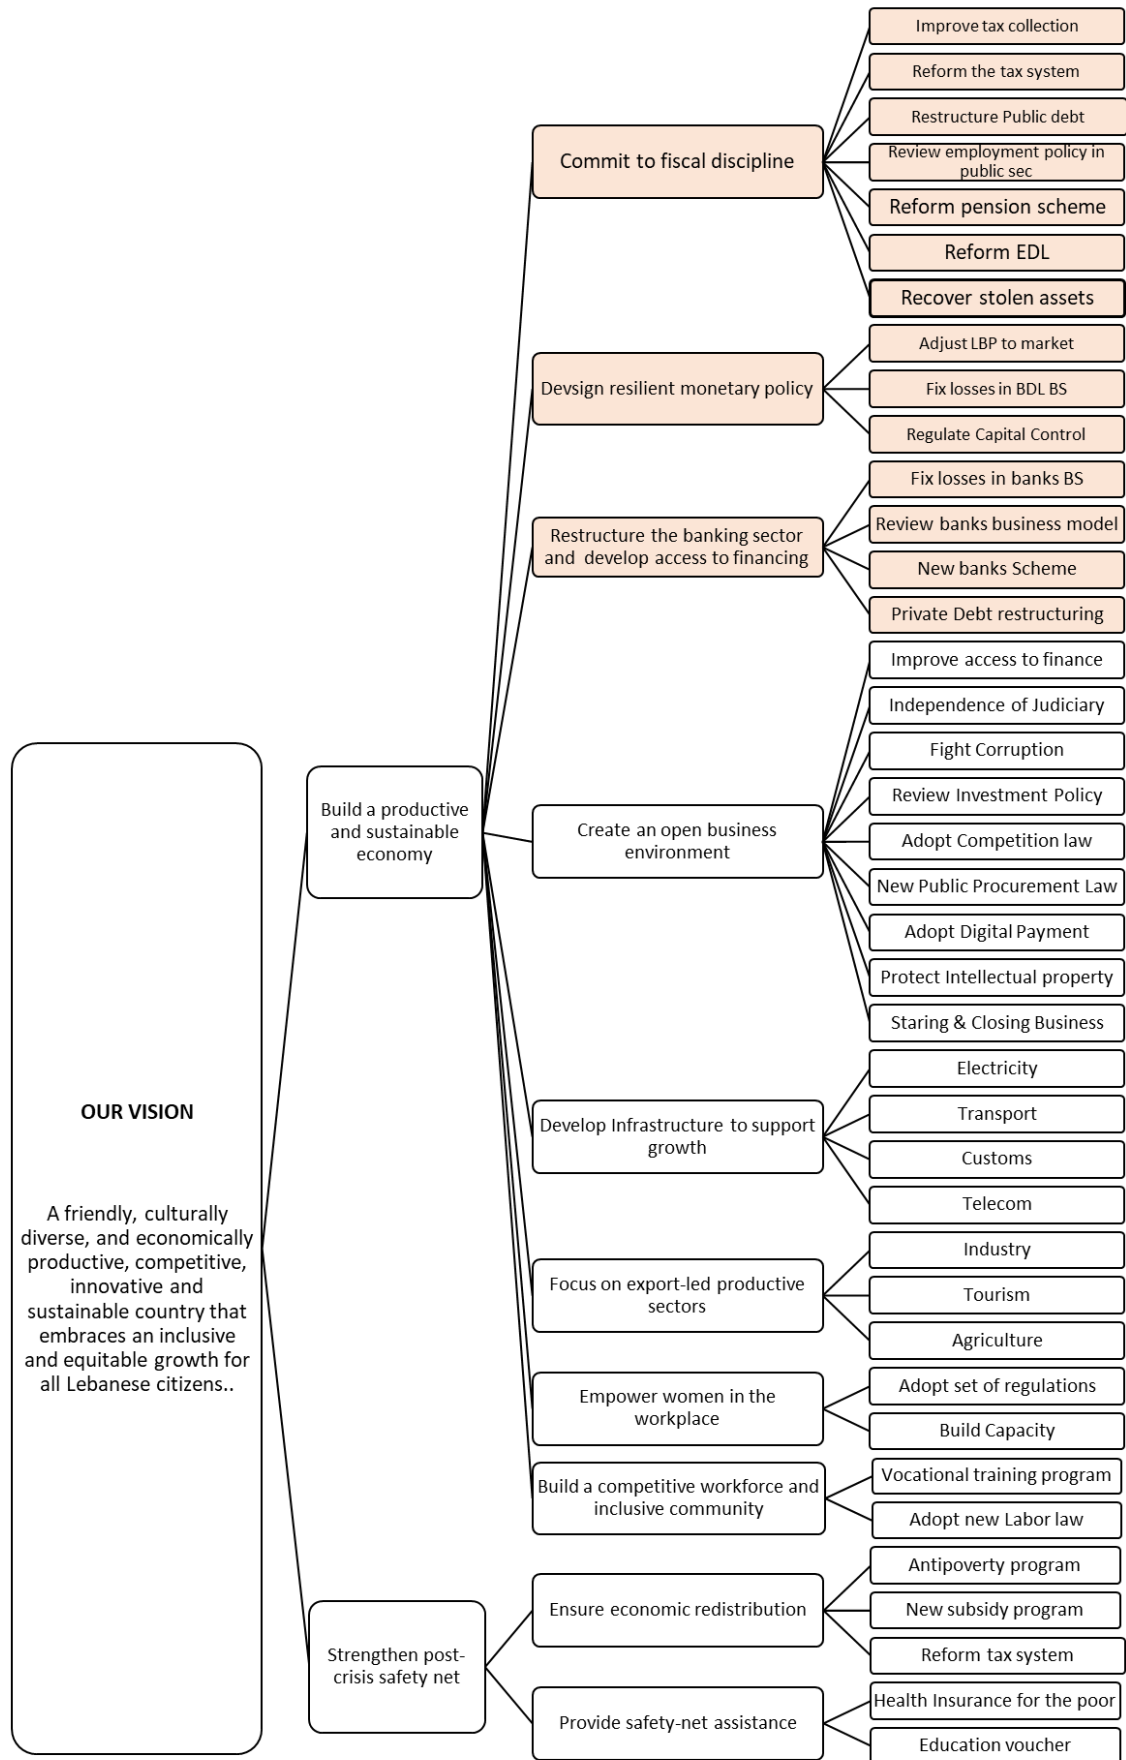 OUR VISION
A friendly, culturally
diverse, and economically
productive, competitive,
innovative and
sustainable country that
embraces an inclusive
and equitable growth for
all Lebanese citizens..
Build a productive
and sustainable
economy
Commit to fiscal discipline
Improve tax collection
Reform the tax system
Restructure Public debt
Review employment policy in
public sec
Reform pension scheme
Reform EDL
Recover stolen assets
Devsign resilient monetary policy
Adjust LBP to market
Fix losses in BDL BS
Regulate Capital Control
Restructure the banking sector
and develop access to financing
Fix losses in banks BS
Review banks business model
New banks Scheme
Private Debt restructuring
Create an open business
environment
Improve access to finance
Independence of Judiciary
Fight Corruption
Review Investment Policy
Adopt Competition law
New Public Procurement Law
Adopt Digital Payment
Protect Intellectual property
Staring & Closing Business
Develop Infrastructure to support
growth
Electricity
Transport
Customs
Telecom
Focus on export-led productive
sectors
Industry
Tourism
Agriculture
Empower women in the
workplace
Adopt set of regulations
Build Capacity
Build a competitive workforce and
inclusive community
Vocational training program
Adopt new Labor law
Strengthen post-
crisis safety net
Ensure economic redistribution
Antipoverty program
New subsidy program
Reform tax system
Provide safety-net assistance
Health Insurance for the poor
Education voucher